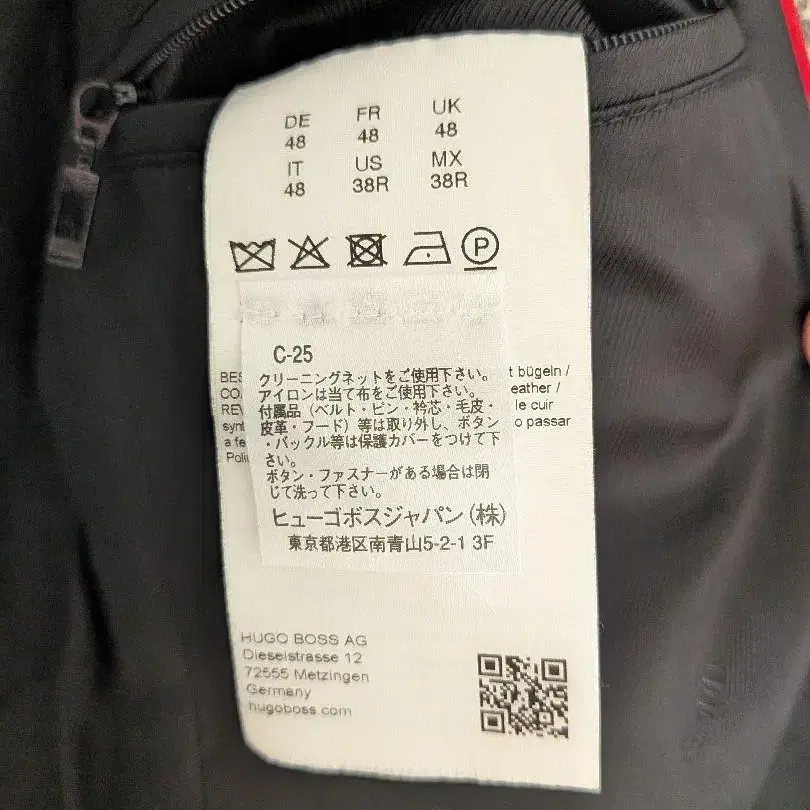 DE FR UK
48 48 48
IT US MX
48 38R 38R
P
C-25
クリーニングネットをご使用下さい。
アイロンは当て布をご使用下さい。
付属品（ベルト・ピン・衿芯・毛皮・
皮革・フード）等は取り外し、ボタン
・バックル等は保護カバーをつけて下
さい。
ボタン・ファスナーがある場合は閉
じて洗って下さい。
ヒューゴボスジャパン（株）
東京都港区南青山5-2-1 3F
bügeln /
le cuir
passar
HUGO BOSS AG
Dieselstrasse 12
72555 Metzingen
Germany
hugoboss.com